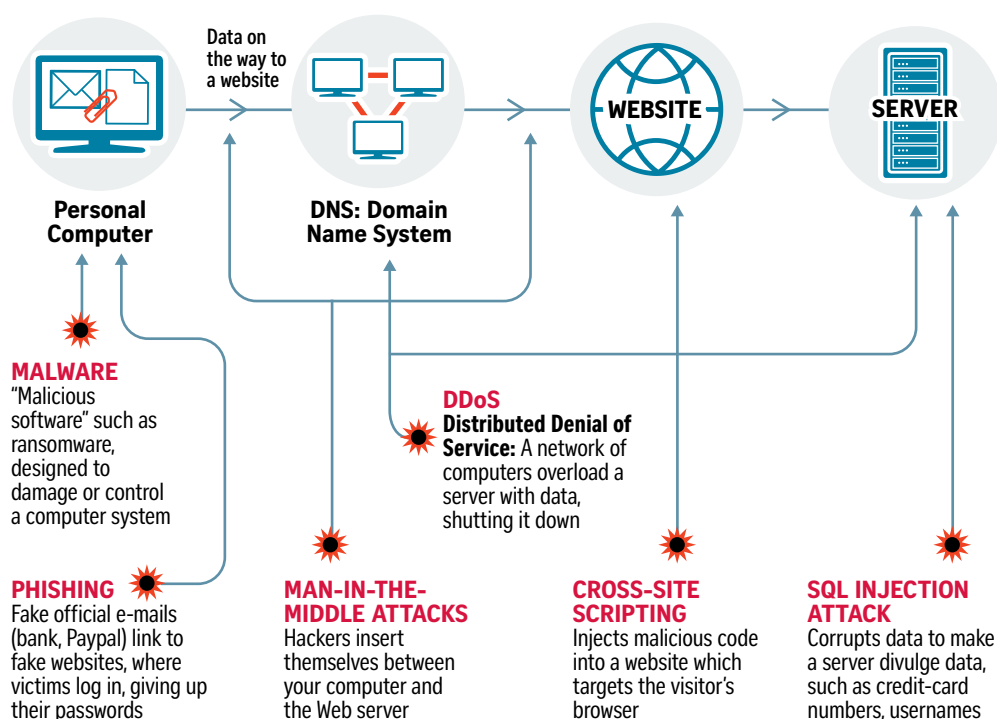 Data on
the way to
a website
WEBSITE
SERVER
Personal
Computer
DNS: Domain
Name System
MALWARE
“Malicious
software” such as
ransomware,
designed to
damage or control
a computer system
DDoS
Distributed Denial of
Service: A network of
computers overload a
server with data,
shutting it down
PHISHING
Fake official e-mails
(bank, Paypal) link to
fake websites, where
victims log in, giving up
their passwords
MAN-IN-THE-
MIDDLE ATTACKS
Hackers insert
themselves between
your computer and
the Web server
CROSS-SITE
SCRIPTING
Injects malicious code
into a website which
targets the visitor’s
browser
SQL INJECTION
ATTACK
Corrupts data to make
a server divulge data,
such as credit-card
numbers, usernames